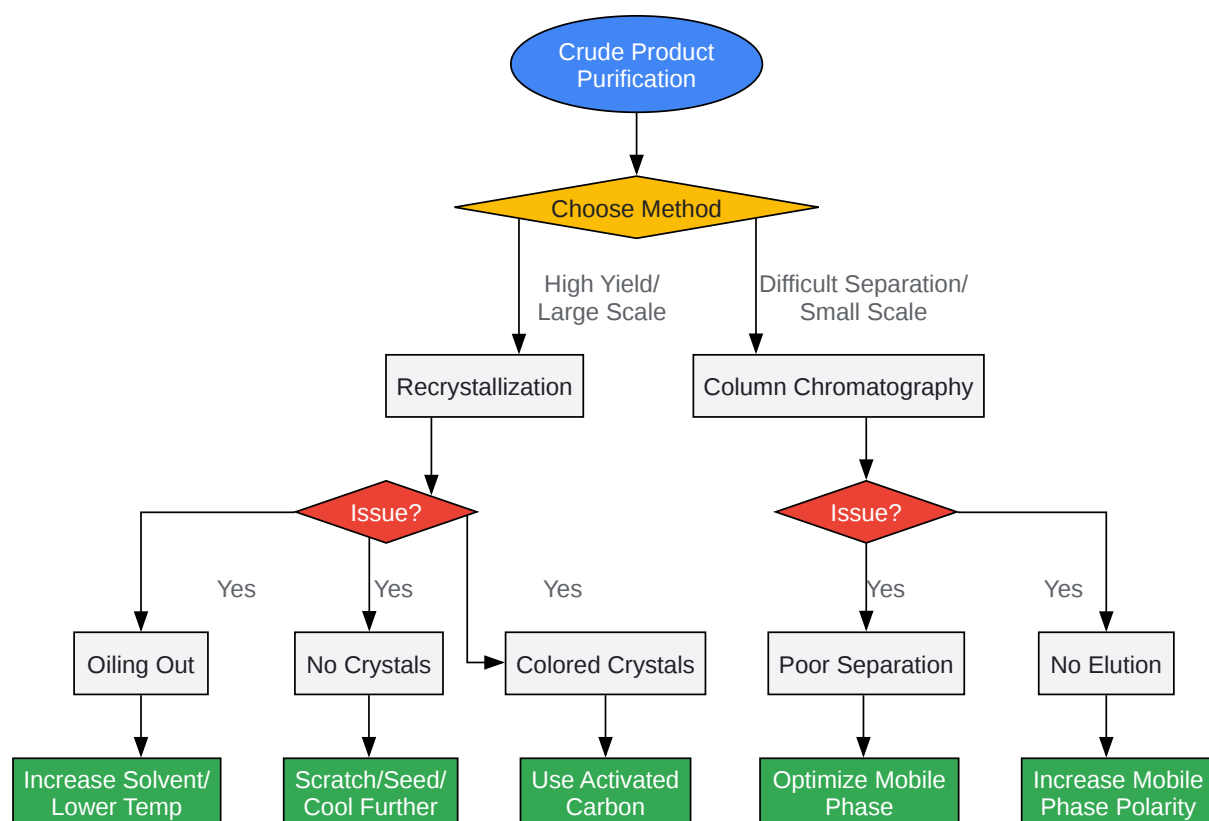 Crude Product
Purification
Choose Method
High Yield/
Large Scale
Difficult Separation/
Small Scale
Recrystallization
Column Chromatography
Issue?
Issue?
Yes
Yes
Yes
Yes
Yes
Oiling Out
No Crystals
Colored Crystals
Poor Separation
No Elution
Increase Solvent/
Lower Temp
Scratch/Seed/
Cool Further
Use Activated
Carbon
Optimize Mobile
Phase
Increase Mobile
Phase Polarity